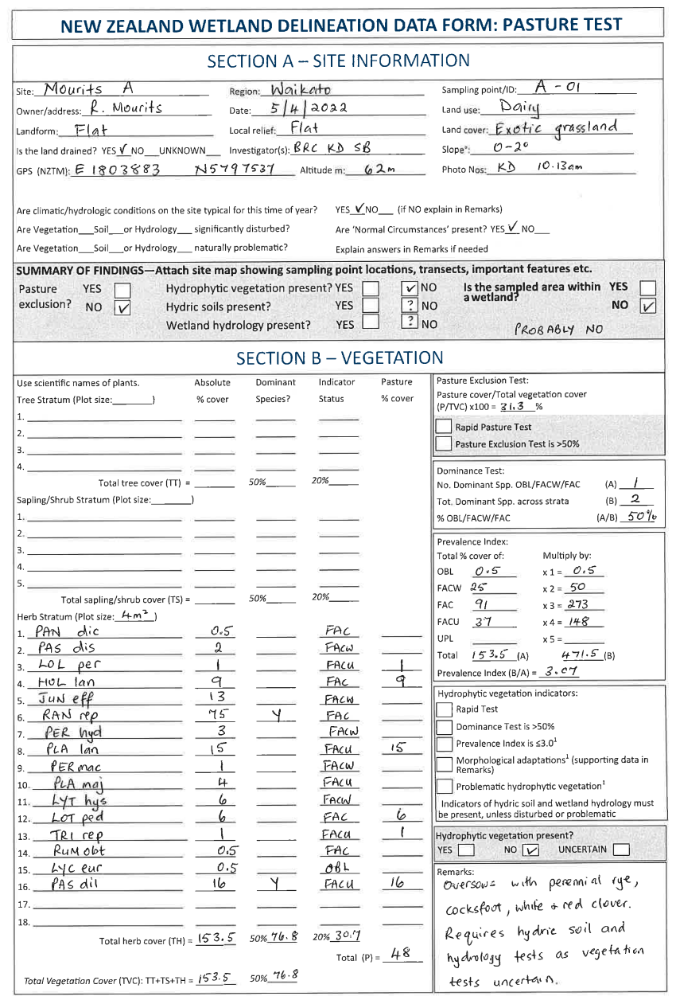 NEW ZEALAND WETLAND DELINEATION DATA FORM: PASTURE TEST
SECTION A – SITE INFORMATION
Site: Mourits A Region: Waikato Sampling point/ID: A - 01
Owner/address: R. Mourits Date: 5/4/2022 Land use: Dairy
Landform: Flat Local relief: Flat Land cover: Exotic grassland
Is the land drained? YES ✓ NO UNKNOWN Investigator(s): BRC KD SB Slope°: 0-2°
GPS (NZTM): E 1803883 N5797537 Altitude m: 62m Photo Nos: KD 10.13am
Are climatic/hydrologic conditions on the site typical for this time of year? YES ✓ NO (if NO explain in Remarks)
Are Vegetation Soil or Hydrology significantly disturbed? Are 'Normal Circumstances' present? YES ✓ NO
Are Vegetation Soil or Hydrology naturally problematic? Explain answers in Remarks if needed
SUMMARY OF FINDINGS—Attach site map showing sampling point locations, transects, important features etc.
Pasture exclusion? YES
NO ✓
Hydrophytic vegetation present? YES ✓ NO
Hydric soils present? YES ? NO
Wetland hydrology present? YES ? NO
Is the sampled area within a wetland? YES
NO ✓
PROBABLY NO
SECTION B – VEGETATION
Use scientific names of plants. Absolute Dominant Indicator Pasture
Tree Stratum (Plot size: ) % cover Species? Status % cover
1.
2.
3.
4.
Total tree cover (TT) = 50% 20%
Sapling/Shrub Stratum (Plot size: )
1.
2.
3.
4.
5.
Total sapling/shrub cover (TS) = 50% 20%
Herb Stratum (Plot size: 4m²)
1. PAN dic 0.5 FAC
2. PAS dis 2 FACW
3. LOL per 1 FACU 1
4. HOL lan 9 FAC 9
5. JUN eff 13 FACW
6. RAN rep 75 Y FAC
7. PER hyd 3 FACW
8. PLA lan 15 FACU 15
9. PER mac 1 FACW
10. PLA maj 4 FACU
11. LYT hys 6 FACW
12. LOT ped 6 FAC 6
13. TRI rep 1 FACU 1
14. RUM obt 0.5 FAC
15. LYC eur 0.5 OBL
16. PAS dil 16 Y FACU 16
17.
18.
Total herb cover (TH) = 153.5 50% 76.8 20% 30.7
Total (P) = 48
Total Vegetation Cover (TVC): TT+TS+TH = 153.5 50% 76.8
Pasture Exclusion Test:
Pasture cover/Total vegetation cover
(P/TVC) x100 = 31.3 %
Rapid Pasture Test
Pasture Exclusion Test is >50%
Dominance Test:
No. Dominant Spp. OBL/FACW/FAC (A) 1
Tot. Dominant Spp. across strata (B) 2
% OBL/FACW/FAC (A/B) 50%
Prevalence Index:
Total % cover of: Multiply by:
OBL 0.5 x 1 = 0.5
FACW 25 x 2 = 50
FAC 91 x 3 = 273
FACU 37 x 4 = 148
UPL x 5 =
Total 153.5 (A) 471.5 (B)
Prevalence Index (B/A) = 3.07
Hydrophytic vegetation indicators:
Rapid Test
Dominance Test is >50%
Prevalence Index is ≤3.0¹
Morphological adaptations¹ (supporting data in
Remarks)
Problematic hydrophytic vegetation¹
Indicators of hydric soil and wetland hydrology must
be present, unless disturbed or problematic
Hydrophytic vegetation present?
YES NO ✓ UNCERTAIN
Remarks:
Oversows with perennial rye,
cocksfoot, white + red clover.
Requires hydric soil and
hydrology tests as vegetation
tests uncertain.